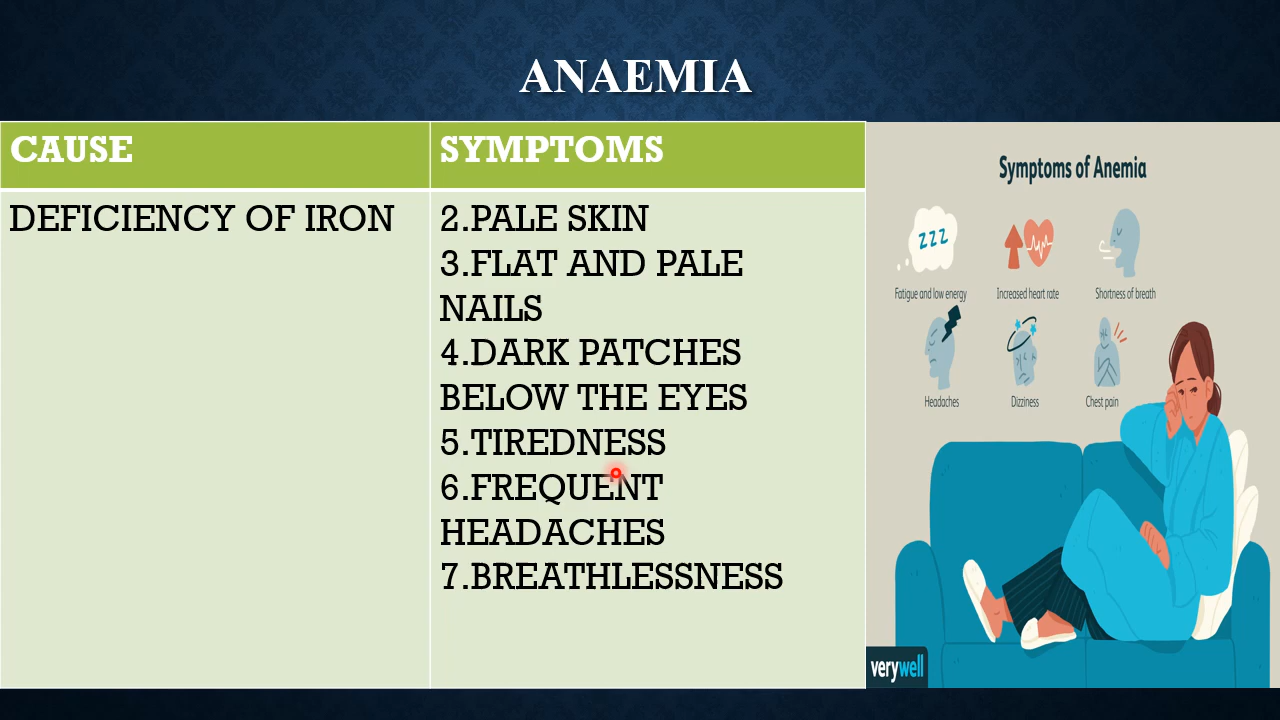 ANAEMIA
CAUSE
SYMPTOMS
DEFICIENCY OF IRON
2.PALE SKIN
3.FLAT AND PALE
NAILS
4.DARK PATCHES
BELOW THE EYES
5.TIREDNESS
6.FREQUENT
HEADACHES
7.BREATHLESSNESS
Symptoms of Anemia
zzz
Fatigue and low energy
Increased heart rate
Shortness of breath
Headaches
Dizziness
Chest pain
verywell